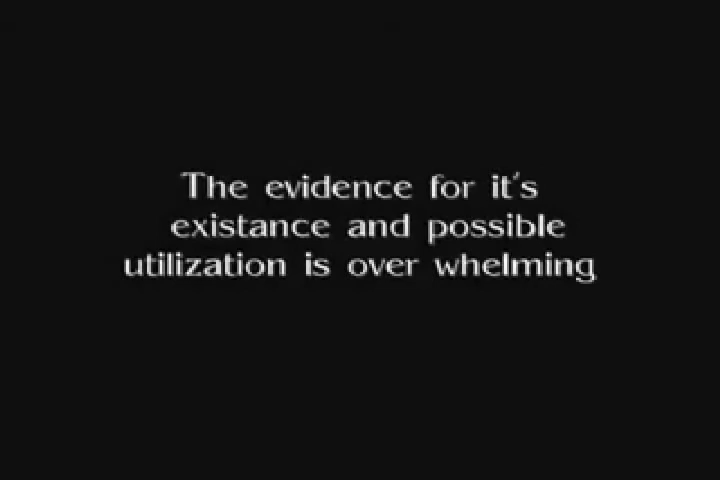 The evidence for it's
existance and possible
utilization is over whelming